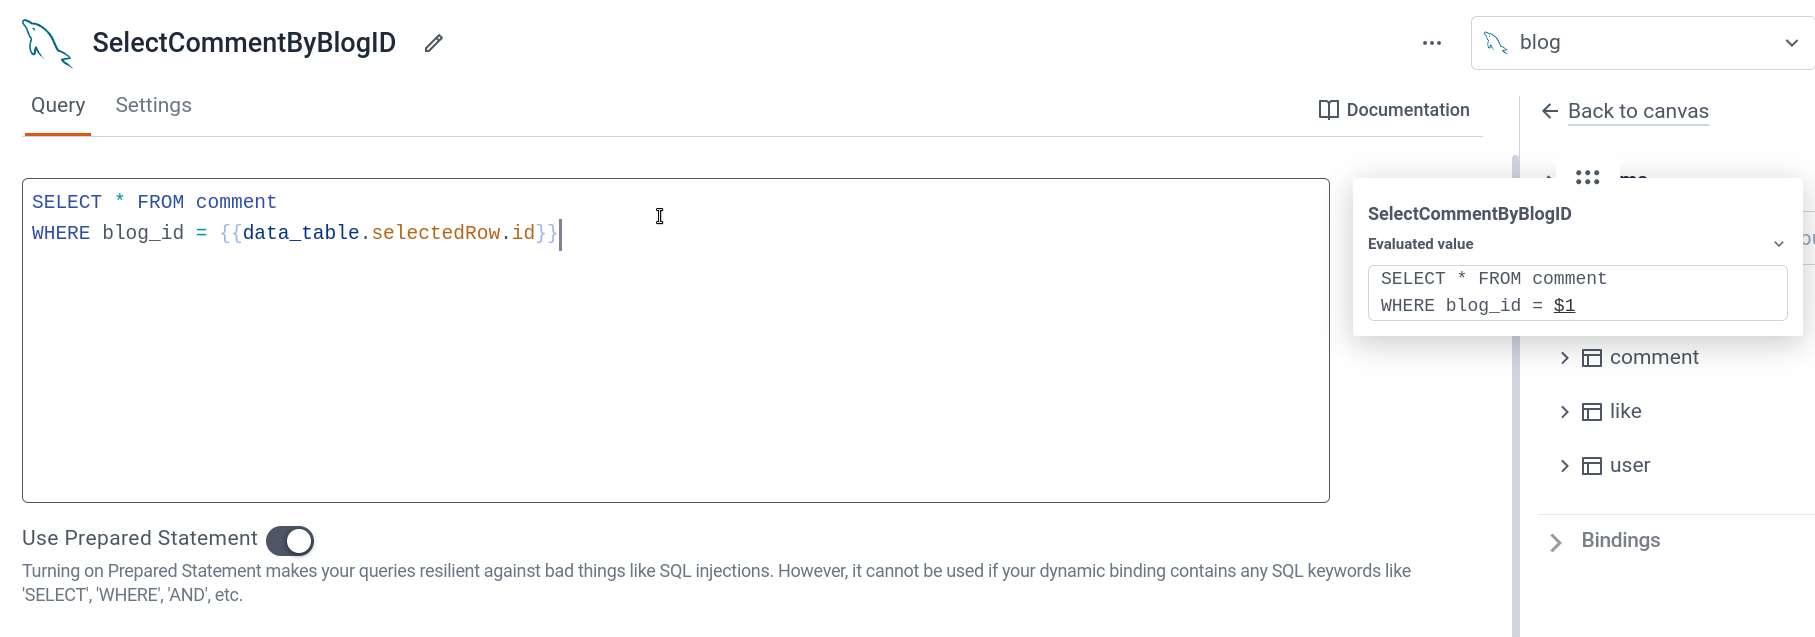 SelectCommentByBlogID
blog
Query
Settings
Documentation
Back to canvas
SELECT * FROM comment
WHERE blog_id = {{data_table.selectedRow.id}}
SelectCommentByBlogID
Evaluated value
SELECT * FROM comment
WHERE blog_id = $1
comment
like
user
Bindings
Use Prepared Statement
Turning on Prepared Statement makes your queries resilient against bad things like SQL injections. However, it cannot be used if your dynamic binding contains any SQL keywords like
'SELECT', 'WHERE', 'AND', etc.